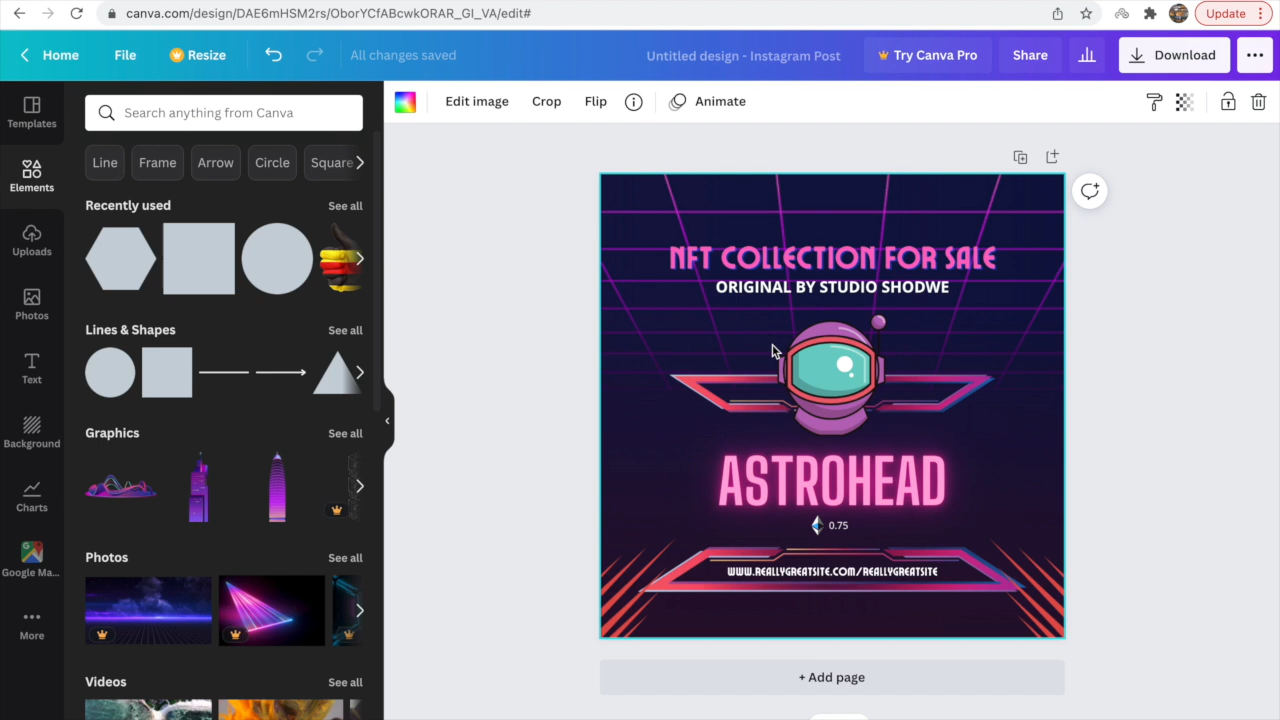 canva.com/design/DAE6mHSM2rs/OborYCfABcwkORAR_GI_VA/edit#
Update
Home
File
Resize
All changes saved
Untitled design - Instagram Post
Try Canva Pro
Share
Download
Templates
Elements
Uploads
Photos
Text
Background
Charts
Google Ma...
More
Search anything from Canva
Line
Frame
Arrow
Circle
Square
Recently used
See all
Lines & Shapes
See all
Graphics
See all
Photos
See all
Videos
See all
Edit image
Crop
Flip
Animate
NFT COLLECTION FOR SALE
ORIGINAL BY STUDIO SHODWE
ASTROHEAD
0.75
WWW.REALLYGREATSITE.COM/REALLYGREATSITE
+ Add page